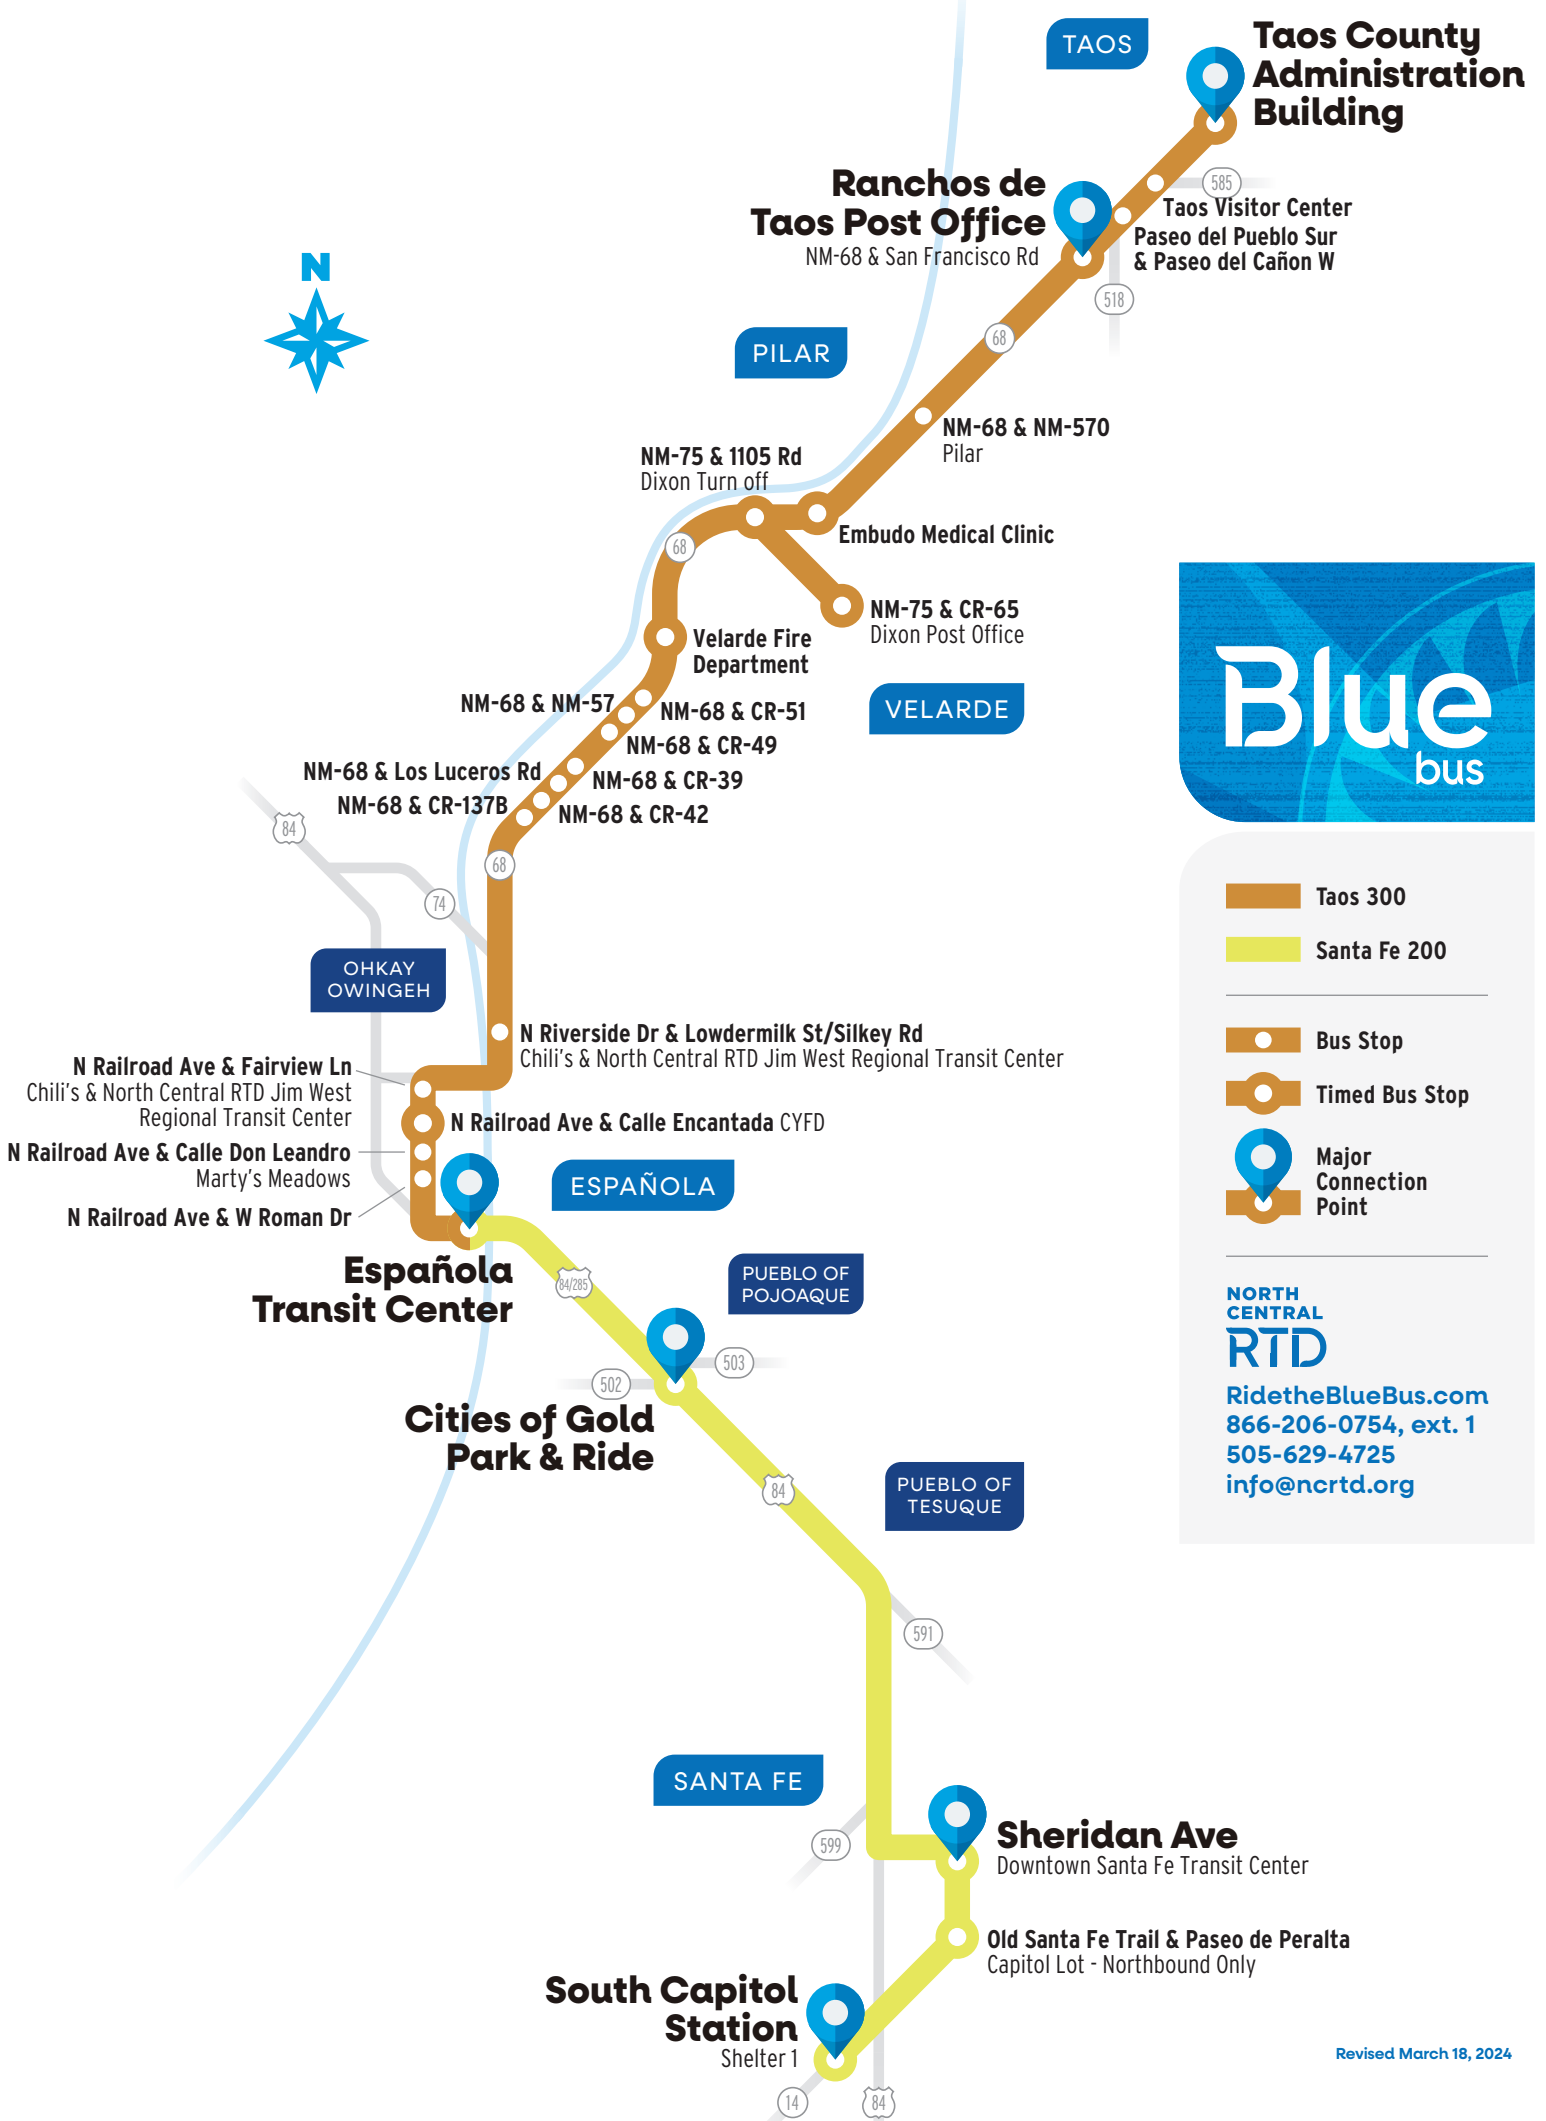 TAOS
Taos County
Administration
Building
585
Taos Visitor Center
Paseo del Pueblo Sur
& Paseo del Cañon W
Ranchos de
Taos Post Office
NM-68 & San Francisco Rd
518
N
68
PILAR
NM-68 & NM-570
Pilar
NM-75 & 1105 Rd
Dixon Turn off
Embudo Medical Clinic
68
NM-75 & CR-65
Dixon Post Office
Velarde Fire
Department
VELARDE
NM-68 & NM-57
NM-68 & CR-51
NM-68 & CR-49
NM-68 & Los Luceros Rd
NM-68 & CR-39
NM-68 & CR-137B
NM-68 & CR-42
84
68
74
OHKAY
OWINGEH
N Riverside Dr & Lowdermilk St/Silkey Rd
Chili's & North Central RTD Jim West Regional Transit Center
N Railroad Ave & Fairview Ln
Chili's & North Central RTD Jim West
Regional Transit Center
N Railroad Ave & Calle Encantada CYFD
N Railroad Ave & Calle Don Leandro
Marty's Meadows
N Railroad Ave & W Roman Dr
ESPAÑOLA
Española
Transit Center
84/285
PUEBLO OF
POJOAQUE
503
502
Cities of Gold
Park & Ride
84
PUEBLO OF
TESUQUE
591
SANTA FE
599
Sheridan Ave
Downtown Santa Fe Transit Center
Old Santa Fe Trail & Paseo de Peralta
Capitol Lot - Northbound Only
South Capitol
Station
Shelter 1
14
84
Blue
bus
Taos 300
Santa Fe 200
Bus Stop
Timed Bus Stop
Major
Connection
Point
NORTH
CENTRAL
RTD
RidetheBlueBus.com
866-206-0754, ext. 1
505-629-4725
info@ncrtd.org
Revised March 18, 2024